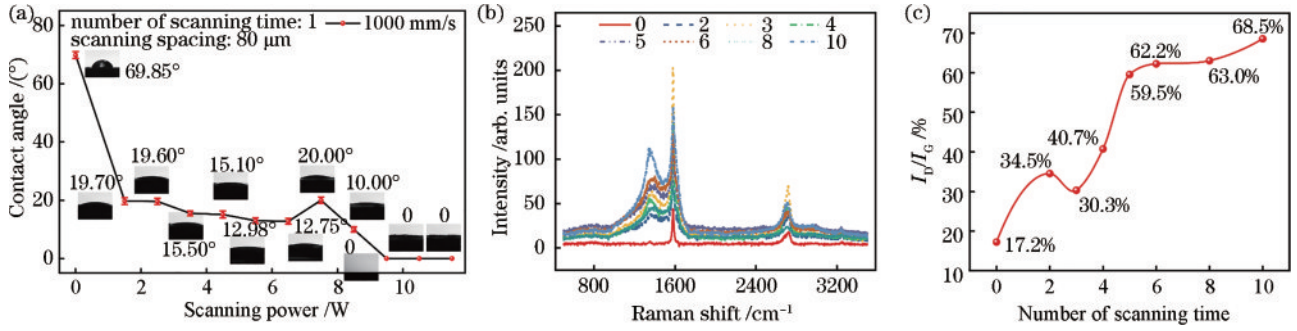 (a)
number of scanning time: 1
1000 mm/s
scanning spacing: 80 μm
Contact angle /(°)
80
60
40
20
0
69.85°
19.70°
19.60°
15.50°
15.10°
12.98°
12.75°
20.00°
10.00°
0
0
0
0 2 4 6 8 10
Scanning power /W
(b)
0 2 3 4
5 6 8 10
Intensity /arb. units
250
200
150
100
50
0
800 1600 2400 3200
Raman shift /cm⁻¹
(c)
I_D/I_G /%
80
70
60
50
40
30
20
10
17.2%
34.5%
30.3%
40.7%
59.5%
62.2%
63.0%
68.5%
0 2 4 6 8 10
Number of scanning time